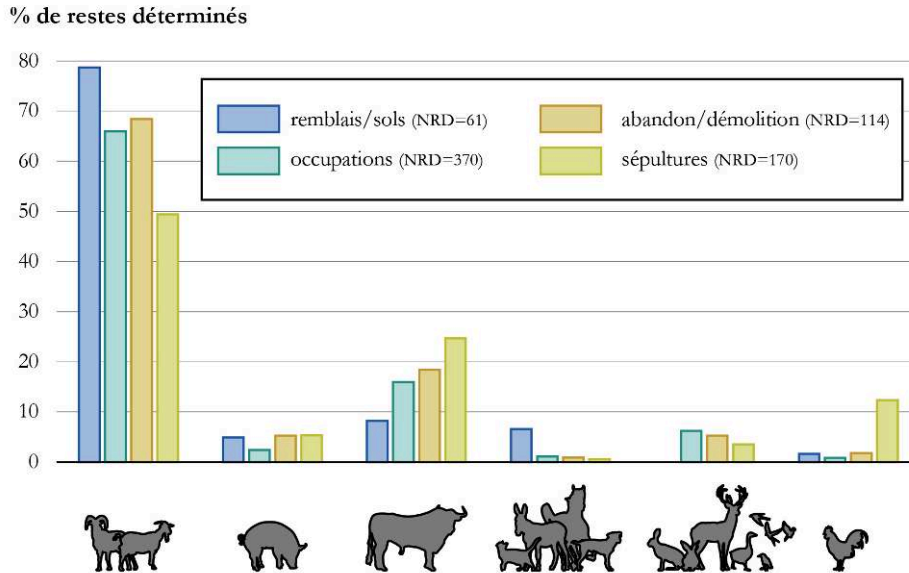 % de restes déterminés
80
70
60
50
40
30
20
10
0
remblais/sols (NRD=61)
abandon/démolition (NRD=114)
occupations (NRD=370)
sépultures (NRD=170)